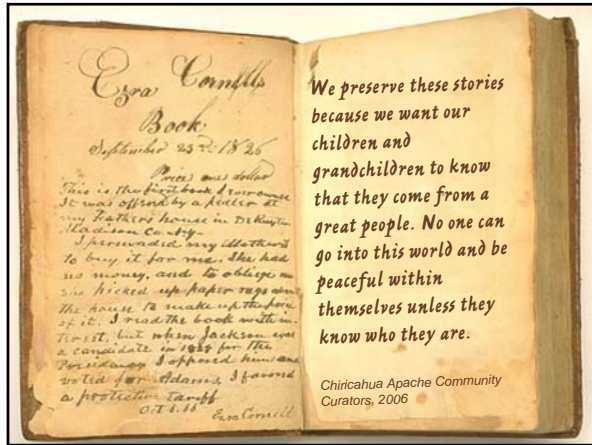 Ezra Cornell's
Book
September 23rd 1826
Price one dollar
This is the first book I ever owned
It was offered by a pedler at
my Fathers house in DeRuyter
Madison Co NY-
I persuaded my Mother
to buy it for me. She had
no money, and to oblige me
she picked up paper rags about
the house to make up the price
of it. I read the book with in-
terest, but when Jackson was
a candidate in 1828 for the
Presidency I opposed him and
voted for Adams, I favored
a protective tariff
Oct 6.66
Ezra Cornell
We preserve these stories
because we want our
children and
grandchildren to know
that they come from a
great people. No one can
go into this world and be
peaceful within
themselves unless they
know who they are.
Chiricahua Apache Community
Curators, 2006